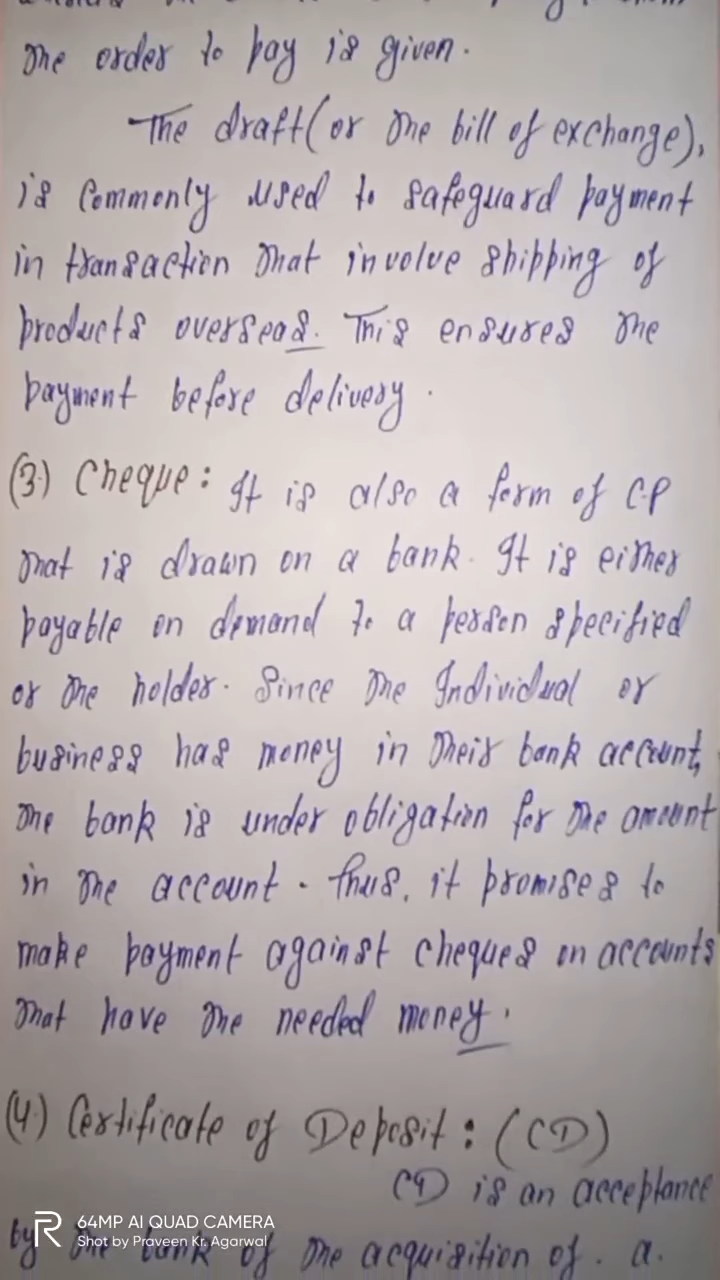 the order to pay is given.
The draft (or the bill of exchange),
is commonly used to safeguard payment
in transaction that involve shipping of
products overseas. This ensures the
payment before delivery.
(3) Cheque: It is also a form of C.P
that is drawn on a bank. It is either
payable on demand to a person specified
or the holder. Since the Individual or
business has money in their bank account,
the bank is under obligation for the amount
in the account. Thus, it promises to
make payment against cheques on accounts
that have the needed money.
(4.) Certificate of Deposit: (CD)
CD is an acceptance
by the bank of the acquisition of. a.
64MP AI QUAD CAMERA
Shot by Praveen Kr. Agarwal